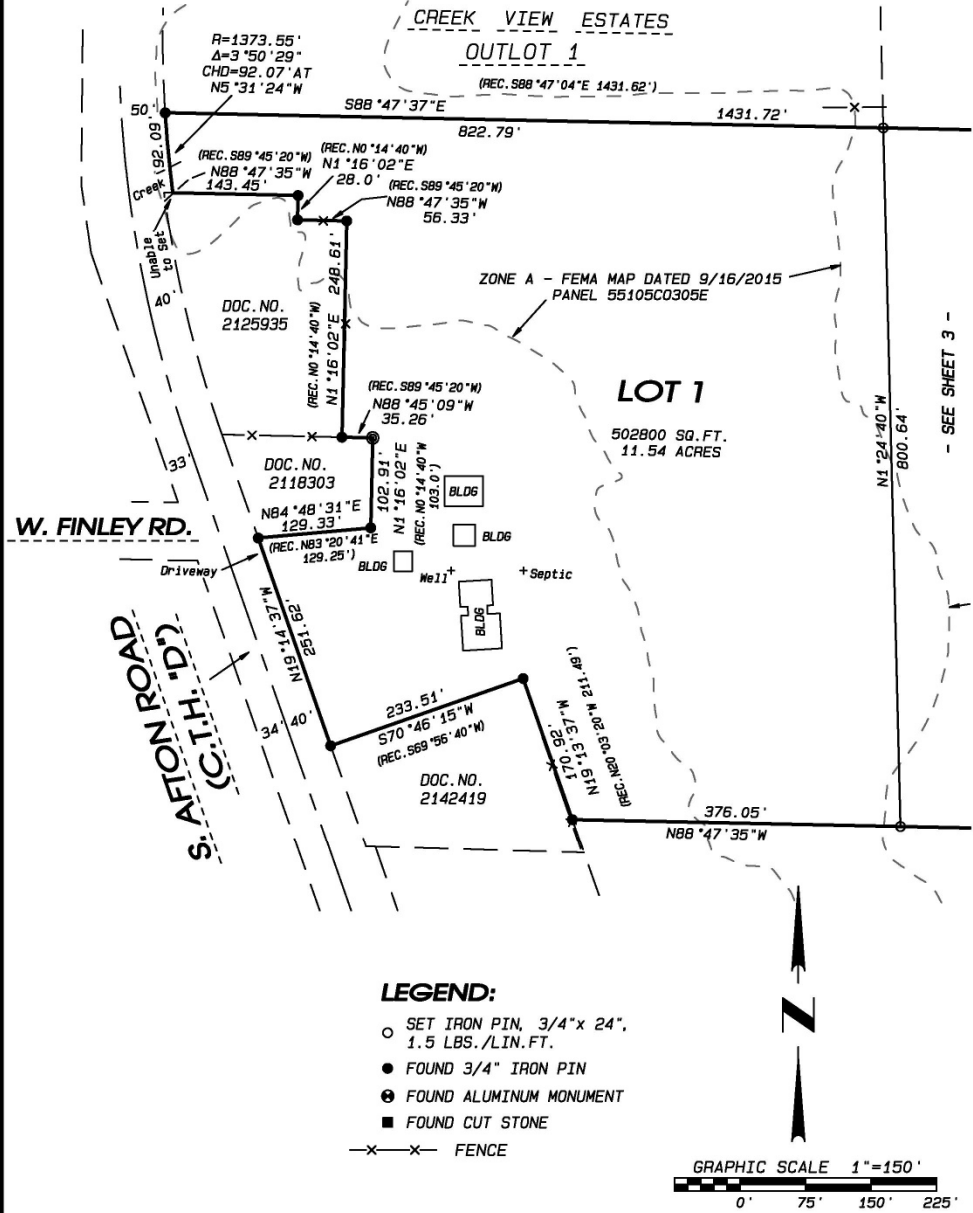 CREEK VIEW ESTATES
OUTLOT 1
(REC.S88°47'04"E 1431.62')
R=1373.55'
Δ=3°50'29"
CHD=92.07'AT
N5°31'24"W
50'
S88°47'37"E
1431.72'
822.79'
92.09'
(REC.S89°45'20"W)
N88°47'35"W
143.45'
(REC.N0°14'40"W)
N1°16'02"E
28.0'
(REC.S89°45'20"W)
N88°47'35"W
56.33'
Creek
Unable
to Set
40'
248.61'
(REC.N0°14'40"W)
N1°16'02"E
DOC.NO.
2125935
ZONE A - FEMA MAP DATED 9/16/2015
PANEL 55105C0305E
LOT 1
502800 SQ.FT.
11.54 ACRES
- SEE SHEET 3 -
N1°24'40"W
800.64'
(REC.S89°45'20"W)
N88°45'09"W
35.26'
33'
DOC.NO.
2118303
102.91'
N1°16'02"E
(REC.N0°14'40"W
103.0')
BLDG
BLDG
BLDG
W. FINLEY RD.
N84°48'31"E
129.33'
(REC.N83°20'41"E
129.25')
Driveway
Well
Septic
BLDG
N19°14'37"W
251.62'
S. AFTON ROAD
(C.T.H. "D")
34'
40'
233.51'
S70°46'15"W
(REC.S69°56'40"W)
170.92'
N19°13'37"W
(REC.N20°03'20"W 211.49')
DOC.NO.
2142419
376.05'
N88°47'35"W
N
LEGEND:
SET IRON PIN, 3/4"x 24",
1.5 LBS./LIN.FT.
FOUND 3/4" IRON PIN
FOUND ALUMINUM MONUMENT
FOUND CUT STONE
FENCE
GRAPHIC SCALE 1"=150'
0' 75' 150' 225'